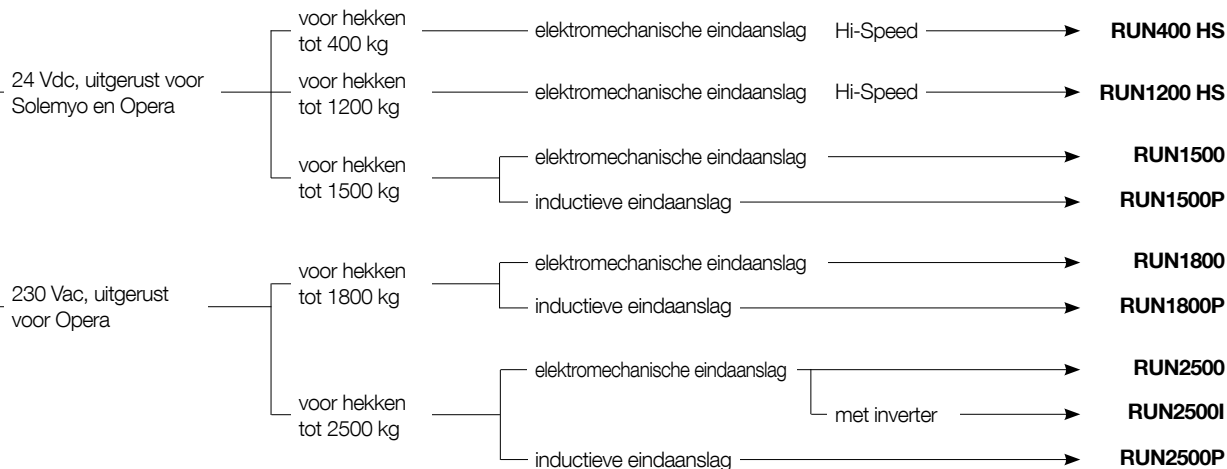 voor hekken
tot 400 kg
elektromechanische eindaanslag
Hi-Speed
RUN400 HS
24 Vdc, uitgerust voor
Solemyo en Opera
voor hekken
tot 1200 kg
elektromechanische eindaanslag
Hi-Speed
RUN1200 HS
voor hekken
tot 1500 kg
elektromechanische eindaanslag
RUN1500
inductieve eindaanslag
RUN1500P
230 Vac, uitgerust
voor Opera
voor hekken
tot 1800 kg
elektromechanische eindaanslag
RUN1800
inductieve eindaanslag
RUN1800P
voor hekken
tot 2500 kg
elektromechanische eindaanslag
RUN2500
met inverter
RUN2500I
inductieve eindaanslag
RUN2500P